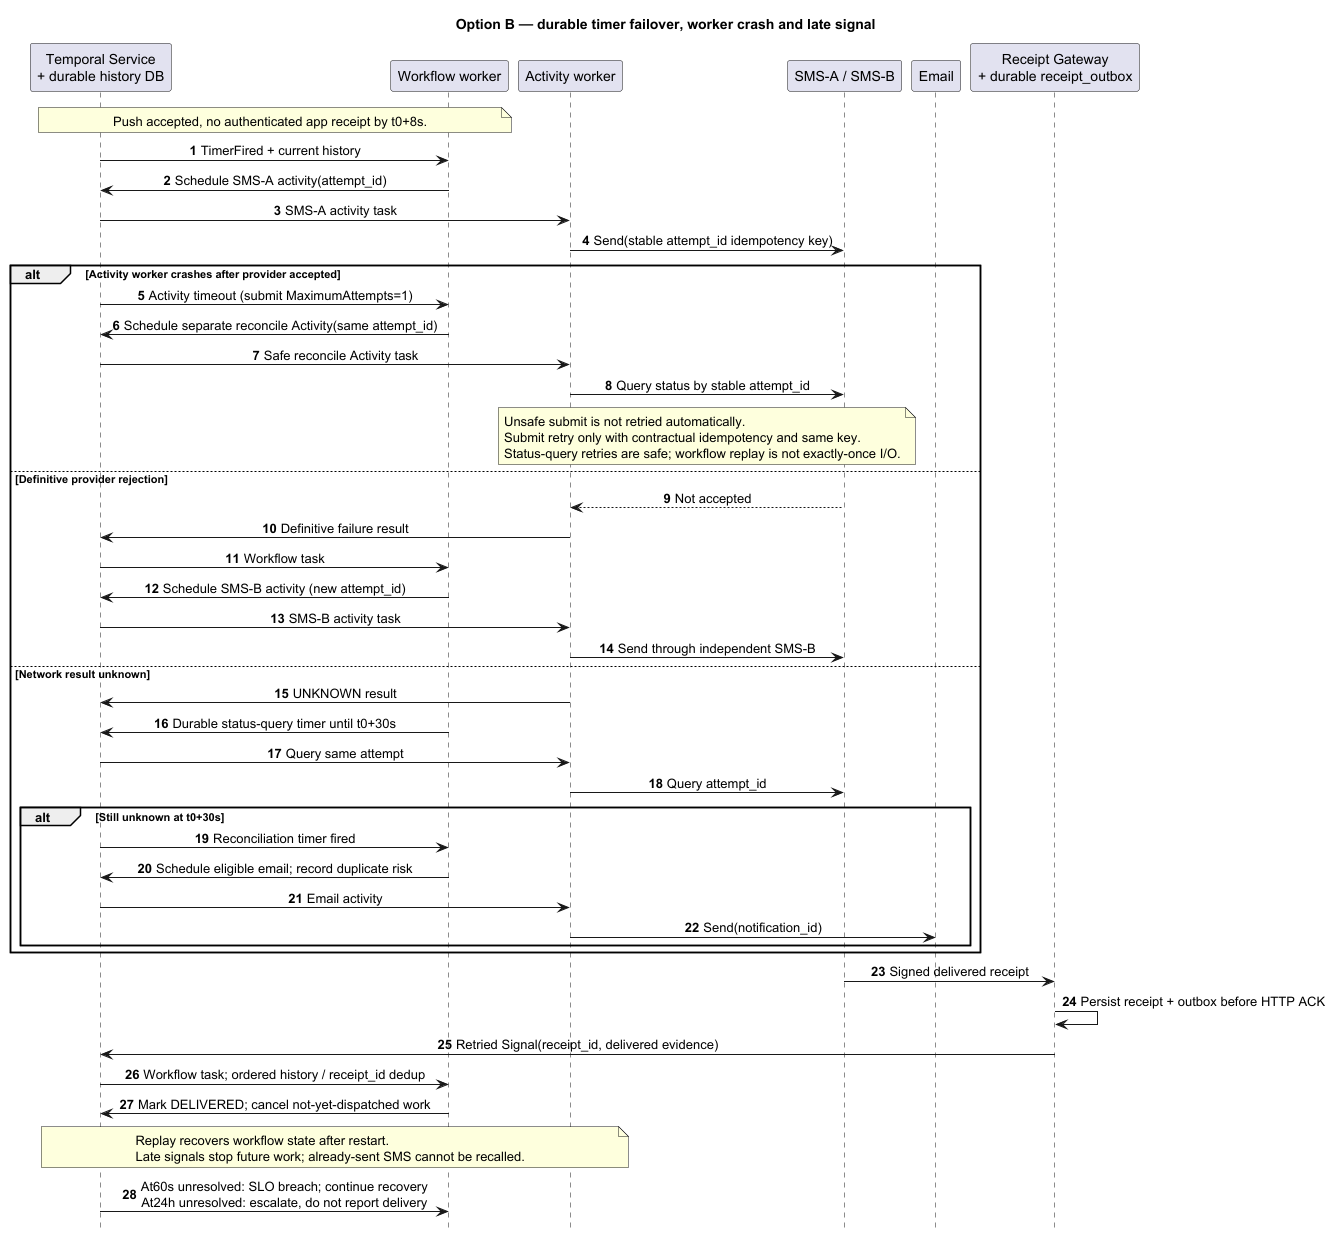 Option B — durable timer failover, worker crash and late signal
Temporal Service
+ durable history DB
Workflow worker
Activity worker
SMS-A / SMS-B
Email
Receipt Gateway
+ durable receipt_outbox
Push accepted, no authenticated app receipt by t0+8s.
1 TimerFired + current history
2 Schedule SMS-A activity(attempt_id)
3 SMS-A activity task
4 Send(stable attempt_id idempotency key)
alt [Activity worker crashes after provider accepted]
5 Activity timeout (submit MaximumAttempts=1)
6 Schedule separate reconcile Activity(same attempt_id)
7 Safe reconcile Activity task
8 Query status by stable attempt_id
Unsafe submit is not retried automatically.
Submit retry only with contractual idempotency and same key.
Status-query retries are safe; workflow replay is not exactly-once I/O.
[Definitive provider rejection]
9 Not accepted
10 Definitive failure result
11 Workflow task
12 Schedule SMS-B activity (new attempt_id)
13 SMS-B activity task
14 Send through independent SMS-B
[Network result unknown]
15 UNKNOWN result
16 Durable status-query timer until t0+30s
17 Query same attempt
18 Query attempt_id
alt [Still unknown at t0+30s]
19 Reconciliation timer fired
20 Schedule eligible email; record duplicate risk
21 Email activity
22 Send(notification_id)
23 Signed delivered receipt
24 Persist receipt + outbox before HTTP ACK
25 Retried Signal(receipt_id, delivered evidence)
26 Workflow task; ordered history / receipt_id dedup
27 Mark DELIVERED; cancel not-yet-dispatched work
Replay recovers workflow state after restart.
Late signals stop future work; already-sent SMS cannot be recalled.
28 At60s unresolved: SLO breach; continue recovery
At24h unresolved: escalate, do not report delivery